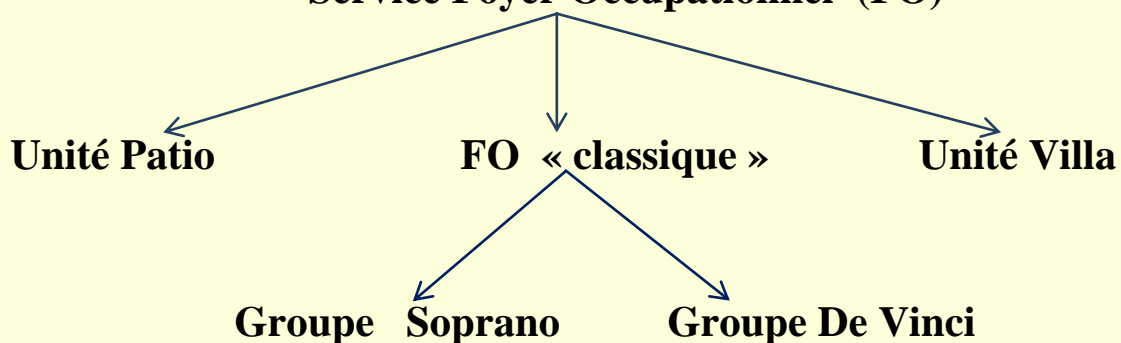 Service Foyer Occupationnel (FO)
Unité Patio FO « classique » Unité Villa
Groupe Soprano Groupe De Vinci